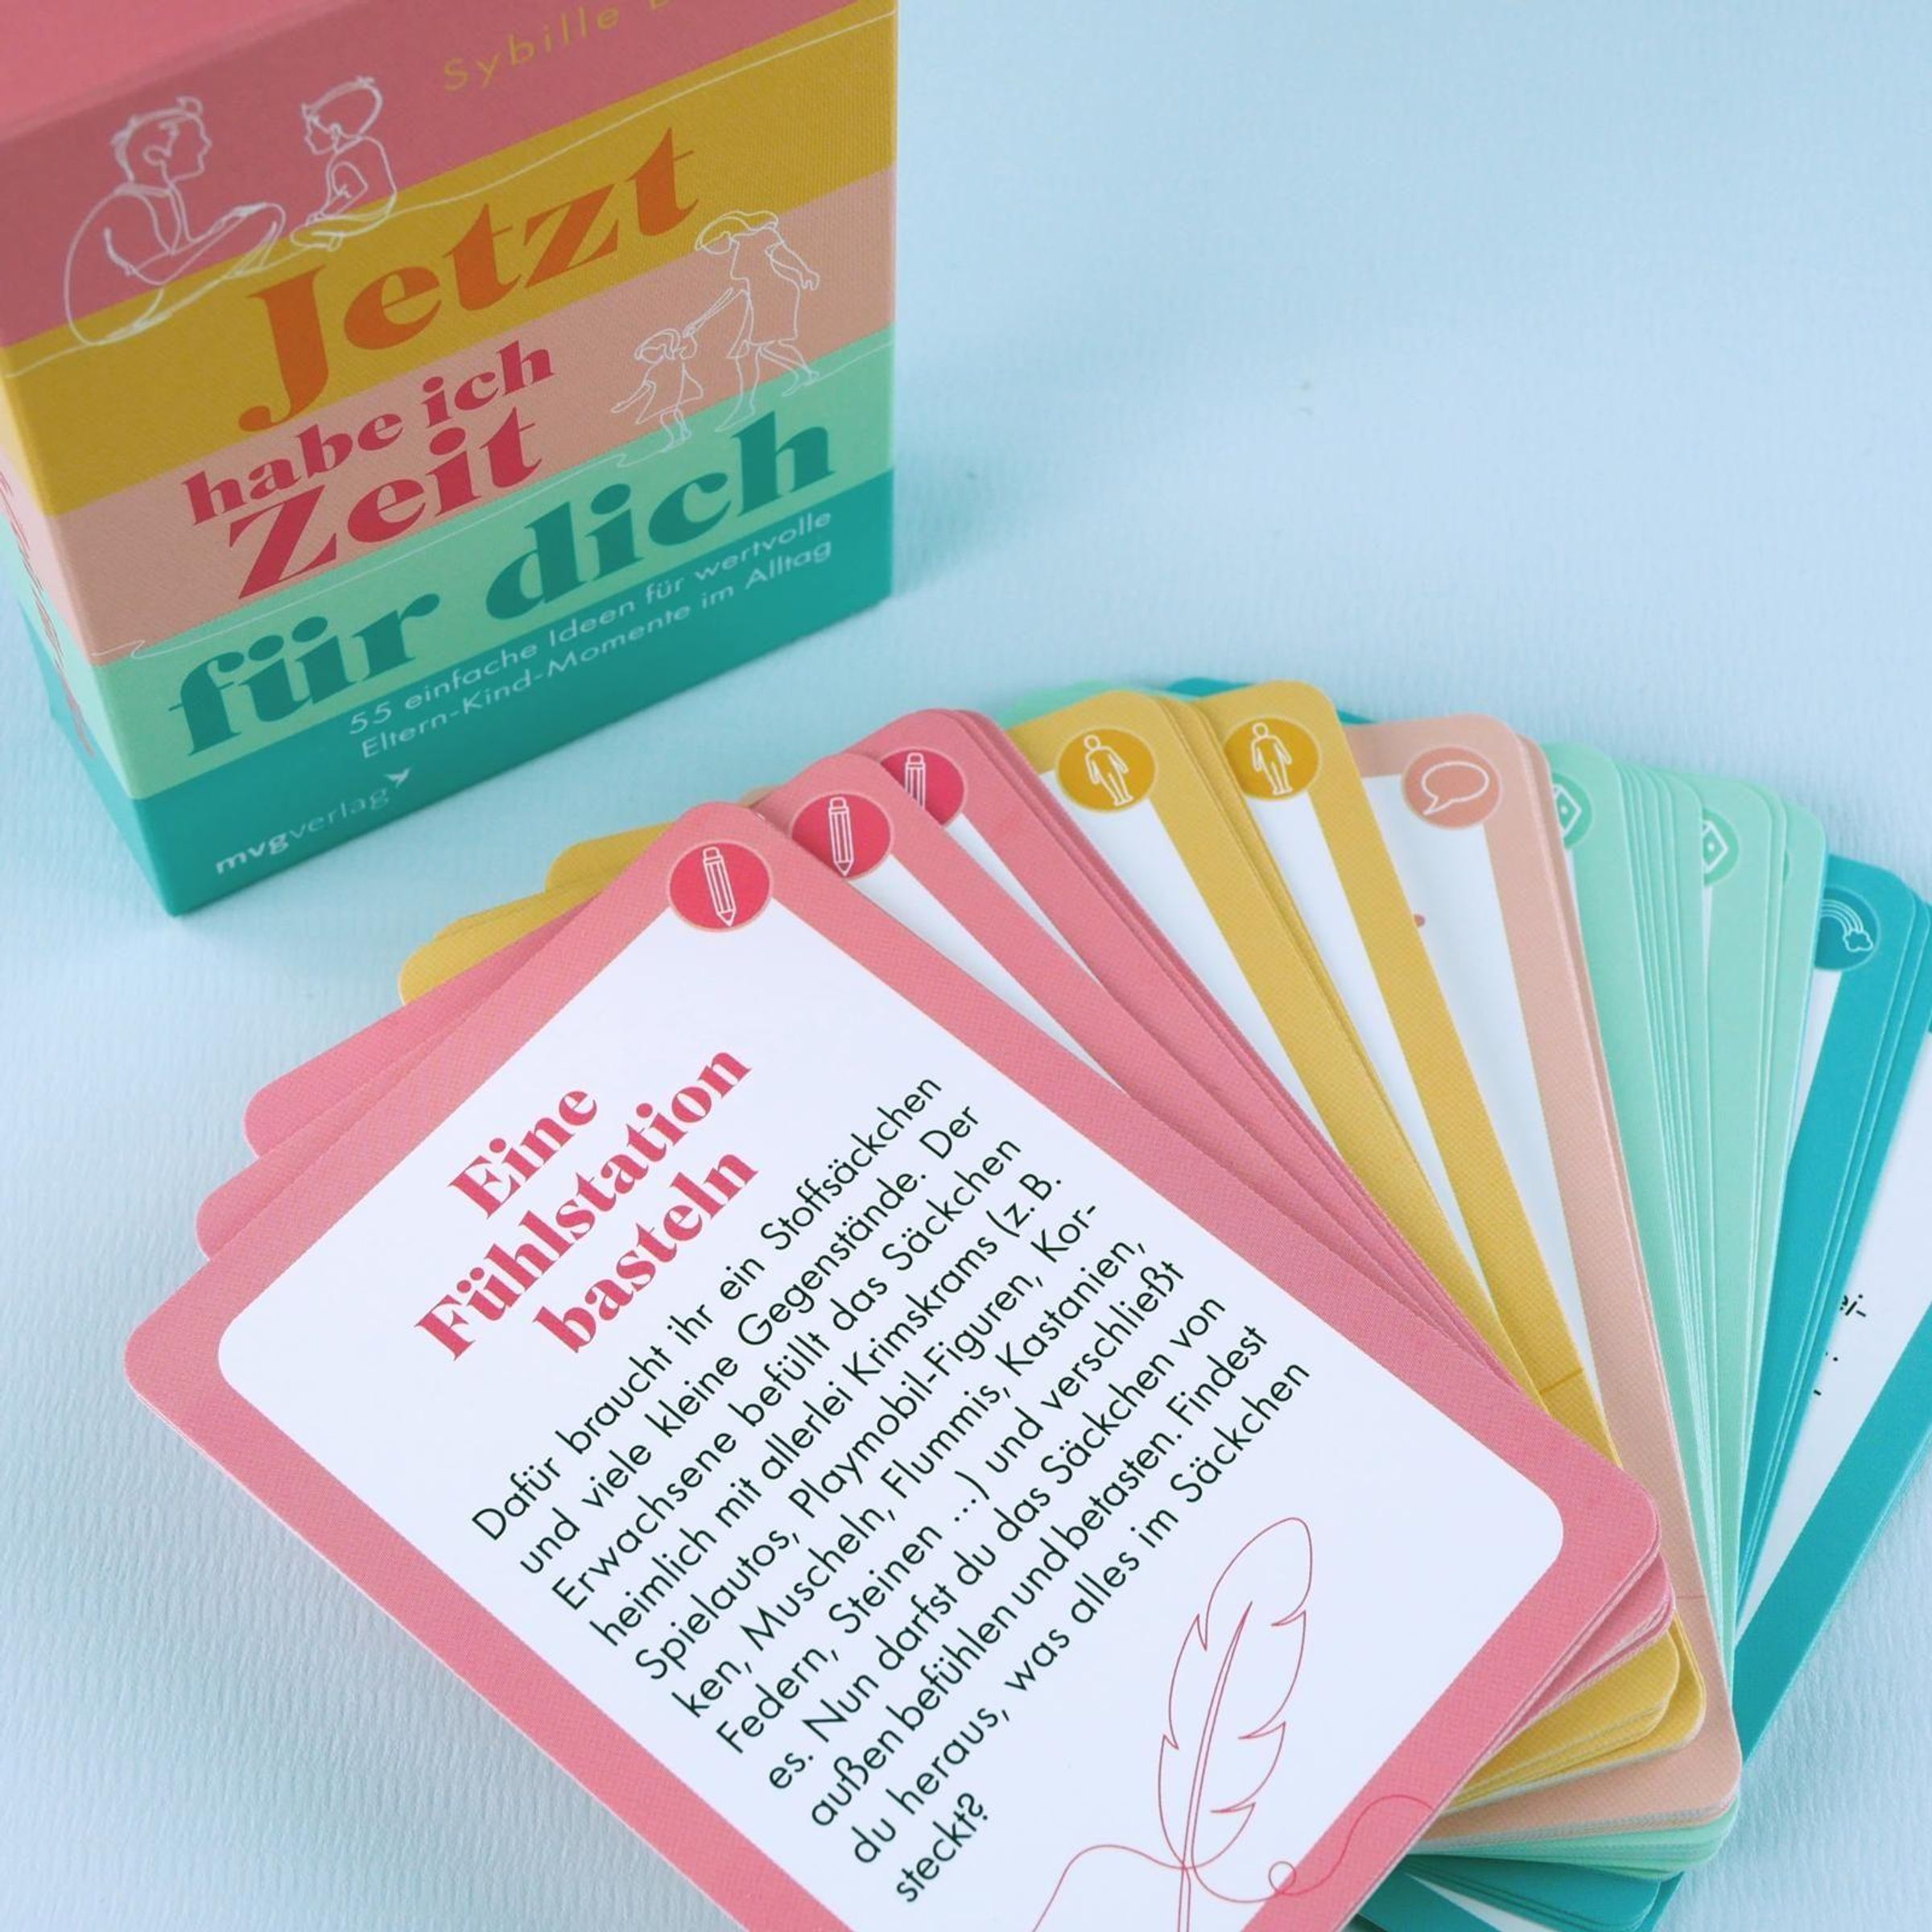 Sybille
Jetzt
habe ich
Zeit
für dich
55 einfache Ideen für wertvolle
Eltern-Kind-Momente im Alltag
mvgverlag
Eine
Fühlstation
basteln
Dafür braucht ihr ein Stoffsäckchen
und viele kleine Gegenstände. Der
Erwachsene befüllt das Säckchen
heimlich mit allerlei Krimskrams (z. B.
Spielautos, Playmobil-Figuren, Kor-
ken, Muscheln, Flummis, Kastanien,
Federn, Steinen ...) und verschließt
es. Nun darfst du das Säckchen von
außen befühlen und betasten. Findest
du heraus, was alles im Säckchen
steckt?